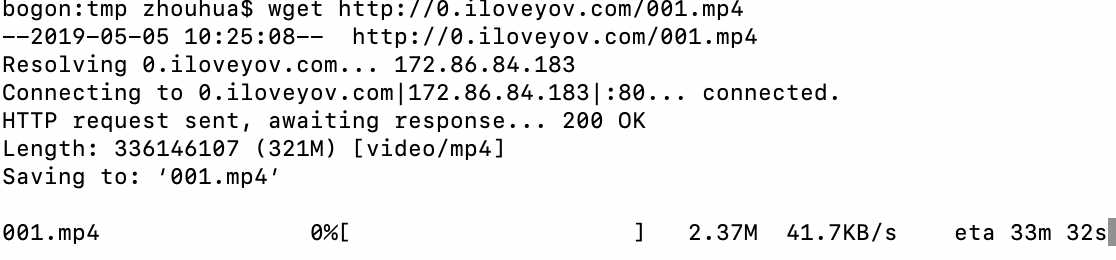 bogon:tmp zhouhua$ wget http://0.iloveyov.com/001.mp4
--2019-05-05 10:25:08--  http://0.iloveyov.com/001.mp4
Resolving 0.iloveyov.com... 172.86.84.183
Connecting to 0.iloveyov.com|172.86.84.183|:80... connected.
HTTP request sent, awaiting response... 200 OK
Length: 336146107 (321M) [video/mp4]
Saving to: ‘001.mp4’
001.mp4               0%[                    ]   2.37M  41.7KB/s    eta 33m 32s